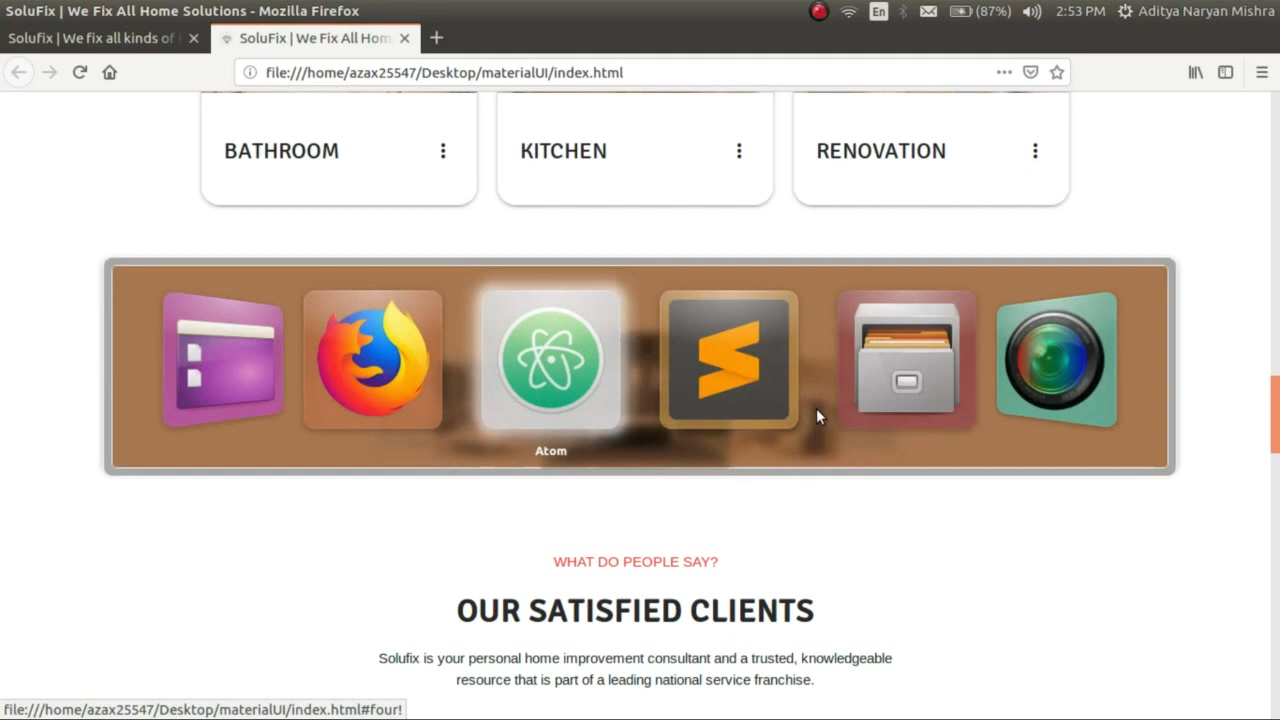 SoluFix | We Fix All Home Solutions - Mozilla Firefox
En
(87%)
2:53 PM
Aditya Naryan Mishra
Solufix | We fix all kinds of
SoluFix | We Fix All Hom
file:///home/azax25547/Desktop/materialUI/index.html
BATHROOM
KITCHEN
RENOVATION
Atom
WHAT DO PEOPLE SAY?
OUR SATISFIED CLIENTS
Solufix is your personal home improvement consultant and a trusted, knowledgeable
resource that is part of a leading national service franchise.
file:///home/azax25547/Desktop/materialUI/index.html#four!